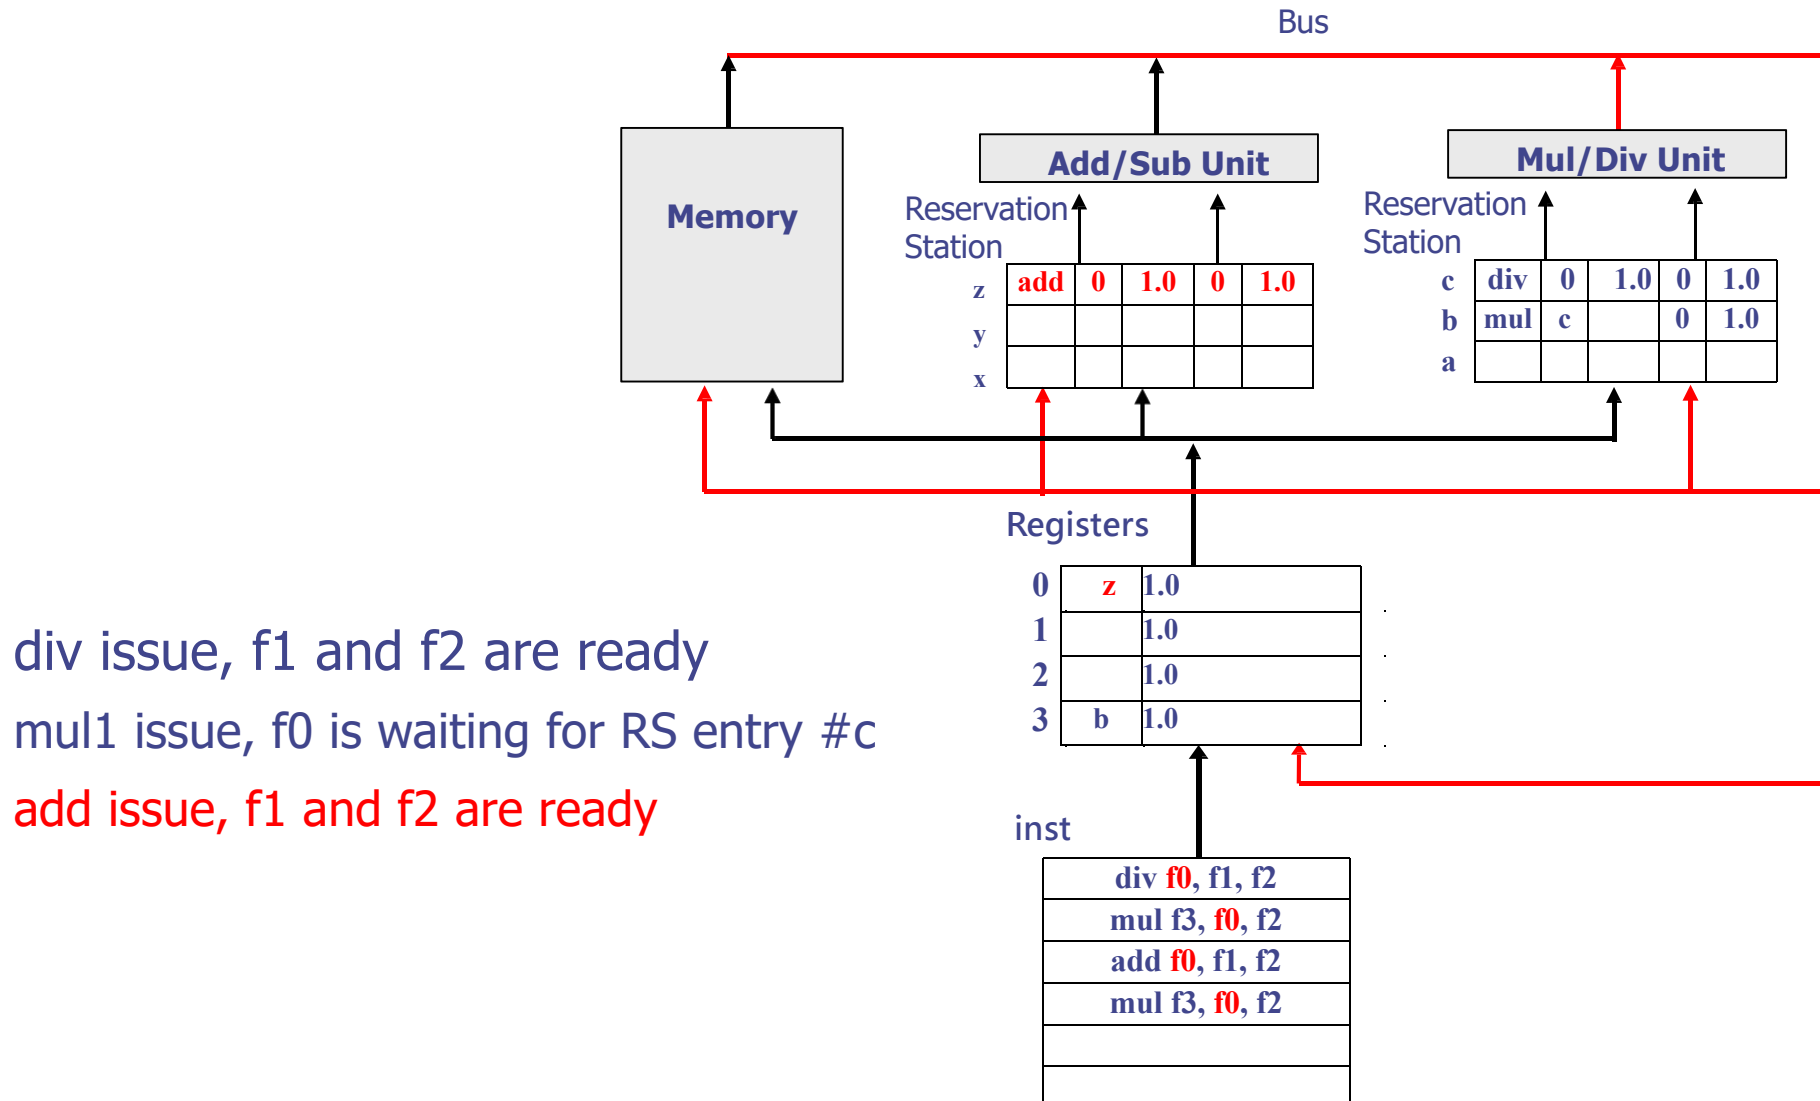 Bus
Memory
Add/Sub Unit
Mul/Div Unit
Reservation
Station
Reservation
Station
z add 0 1.0 0 1.0
y
x
c div 0 1.0 0 1.0
b mul c 0 1.0
a
Registers
0 z 1.0
1 1.0
2 1.0
3 b 1.0
div issue, f1 and f2 are ready
mul1 issue, f0 is waiting for RS entry #c
add issue, f1 and f2 are ready
inst
div f0, f1, f2
mul f3, f0, f2
add f0, f1, f2
mul f3, f0, f2